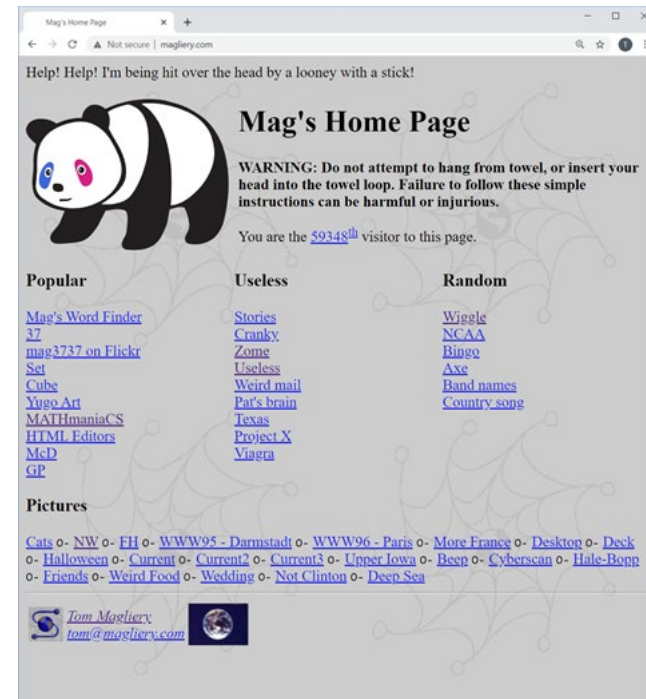 Mag's Home Page
Not secure | magliery.com
T
Help! Help! I'm being hit over the head by a looney with a stick!
Mag's Home Page
WARNING: Do not attempt to hang from towel, or insert your
head into the towel loop. Failure to follow these simple
instructions can be harmful or injurious.
You are the 59348th visitor to this page.
Popular
Mag's Word Finder
37
mag3737 on Flickr
Set
Cube
Yugo Art
MATHmaniaCS
HTML Editors
McD
GP
Useless
Stories
Cranky
Zome
Useless
Weird mail
Pat's brain
Texas
Project X
Viagra
Random
Wiggle
NCAA
Bingo
Axe
Band names
Country song
Pictures
Cats o- NW o- FH o- WWW95 - Darmstadt o- WWW96 - Paris o- More France o- Desktop o- Deck
o- Halloween o- Current o- Current2 o- Current3 o- Upper Iowa o- Beep o- Cyberscan o- Hale-Bopp
o- Friends o- Weird Food o- Wedding o- Not Clinton o- Deep Sea
Tom Magliery
tom@magliery.com